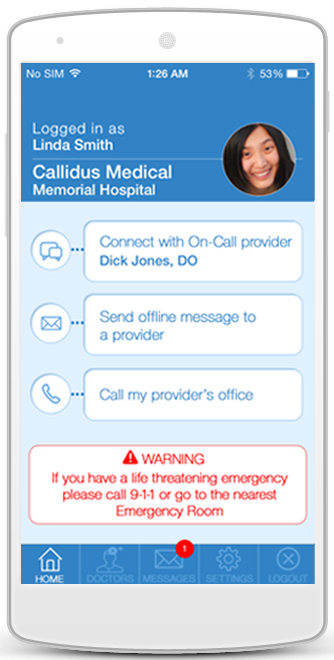 No SIM 1:26 AM 53%
Logged in as
Linda Smith
Callidus Medical
Memorial Hospital
Connect with On-Call provider
Dick Jones, DO
Send offline message to
a provider
Call my provider's office
WARNING
If you have a life threatening emergency
please call 9-1-1 or go to the nearest
Emergency Room
1
HOME DOCTORS MESSAGES SETTINGS LOGOUT